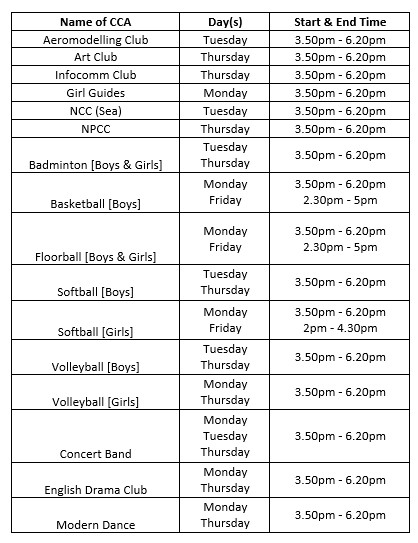 Name of CCA Day(s) Start & End Time
Aeromodelling Club Tuesday 3.50pm - 6.20pm
Art Club Thursday 3.50pm - 6.20pm
Infocomm Club Thursday 3.50pm - 6.20pm
Girl Guides Monday 3.50pm - 6.20pm
NCC (Sea) Tuesday 3.50pm - 6.20pm
NPCC Thursday 3.50pm - 6.20pm
Tuesday
Thursday
3.50pm - 6.20pm
Badminton [Boys & Girls]
Monday 3.50pm - 6.20pm
Friday 2.30pm - 5pm
Basketball [Boys]
Monday 3.50pm - 6.20pm
Friday 2.30pm - 5pm
Floorball [Boys & Girls]
Tuesday
Thursday
3.50pm - 6.20pm
Softball [Boys]
Monday 3.50pm - 6.20pm
Friday 2pm - 4.30pm
Softball [Girls]
Tuesday
Thursday
3.50pm - 6.20pm
Volleyball [Boys]
Monday
Thursday
3.50pm - 6.20pm
Volleyball [Girls]
Monday
Tuesday 3.50pm - 6.20pm
Thursday
Concert Band
Monday
Thursday
3.50pm - 6.20pm
English Drama Club
Monday
Thursday
3.50pm - 6.20pm
Modern Dance